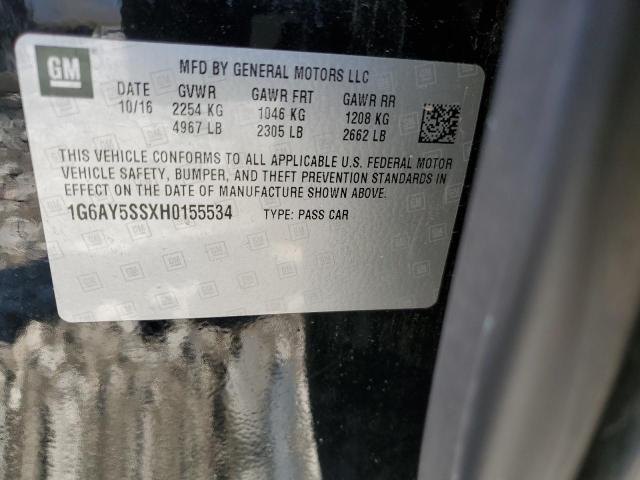 GM
MFD BY GENERAL MOTORS LLC
DATE GVWR GAWR FRT GAWR RR
10/16 2254 KG 1046 KG 1208 KG
4967 LB 2305 LB 2662 LB
THIS VEHICLE CONFORMS TO ALL APPLICABLE U.S. FEDERAL MOTOR
VEHICLE SAFETY, BUMPER, AND THEFT PREVENTION STANDARDS IN
EFFECT ON THE DATE OF MANUFACTURE SHOWN ABOVE.
1G6AY5SSXH0155534 TYPE: PASS CAR